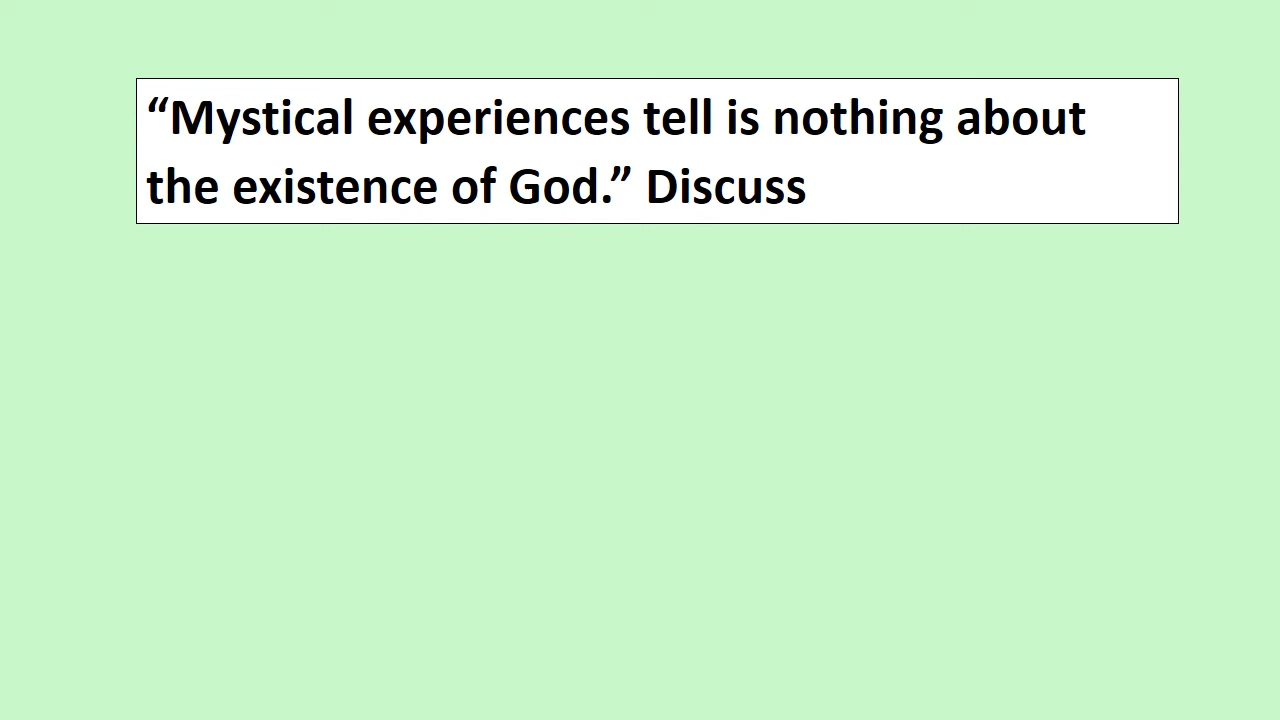 “Mystical experiences tell is nothing about
the existence of God.” Discuss